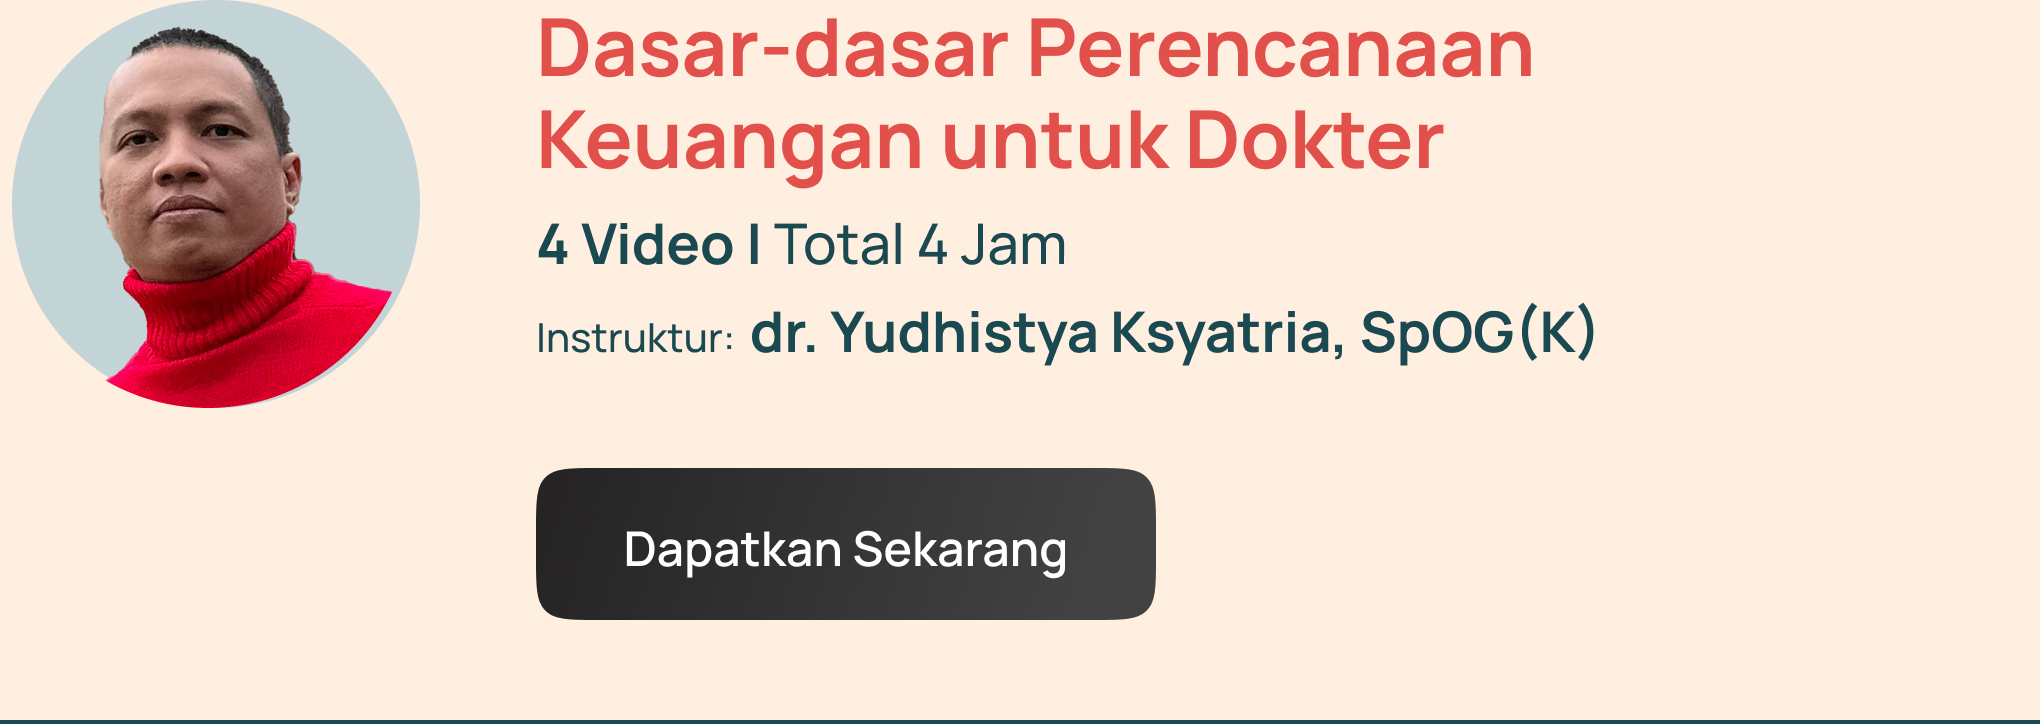 Dasar-dasar Perencanaan
Keuangan untuk Dokter
4 Video | Total 4 Jam
Instruktur: dr. Yudhistya Ksyatria, SpOG(K)
Dapatkan Sekarang